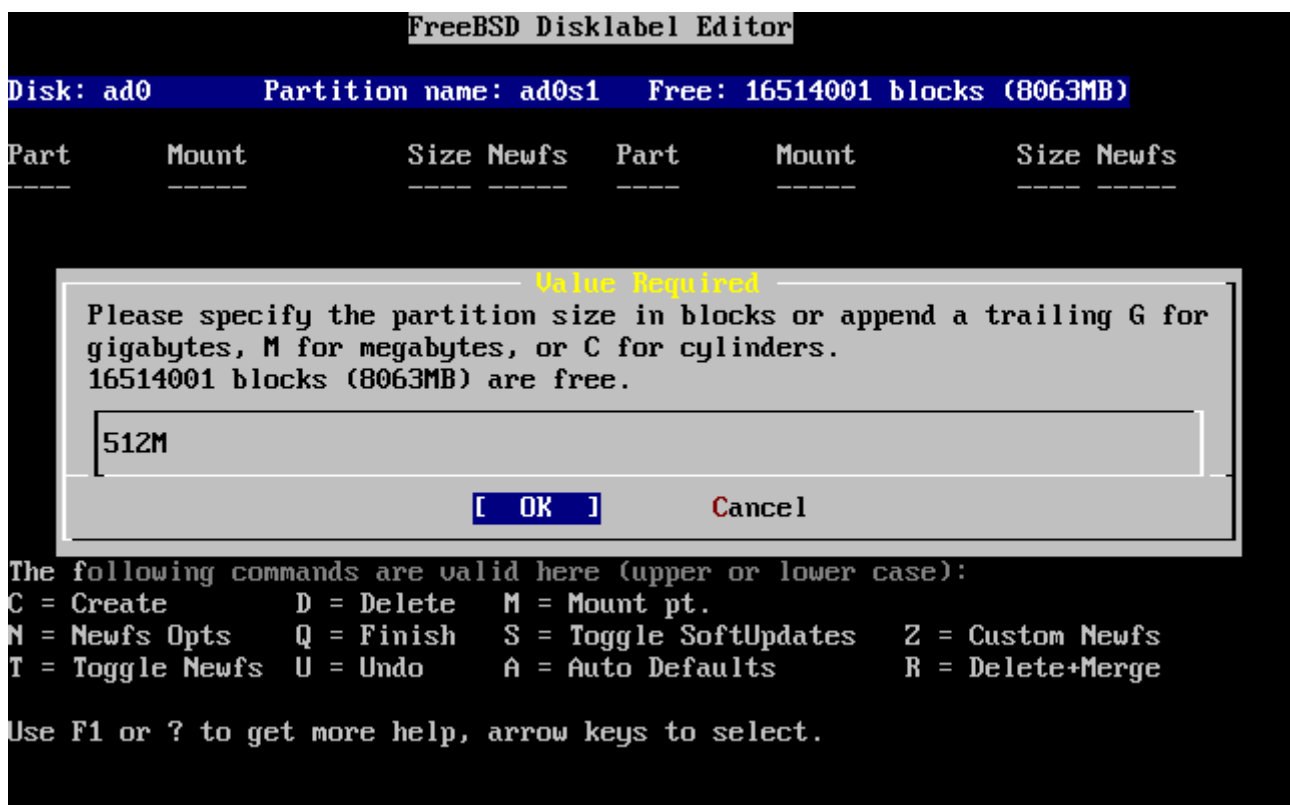 FreeBSD Disklabel Editor
Disk: ad0 Partition name: ad0s1 Free: 16514001 blocks (8063MB)
Part Mount Size Newfs Part Mount Size Newfs
---- ----- ---- ----- ---- ----- ---- -----
Value Required
Please specify the partition size in blocks or append a trailing G for
gigabytes, M for megabytes, or C for cylinders.
16514001 blocks (8063MB) are free.
512M
[ OK ] Cancel
The following commands are valid here (upper or lower case):
C = Create D = Delete M = Mount pt.
N = Newfs Opts Q = Finish S = Toggle SoftUpdates Z = Custom Newfs
T = Toggle Newfs U = Undo A = Auto Defaults R = Delete+Merge
Use F1 or ? to get more help, arrow keys to select.